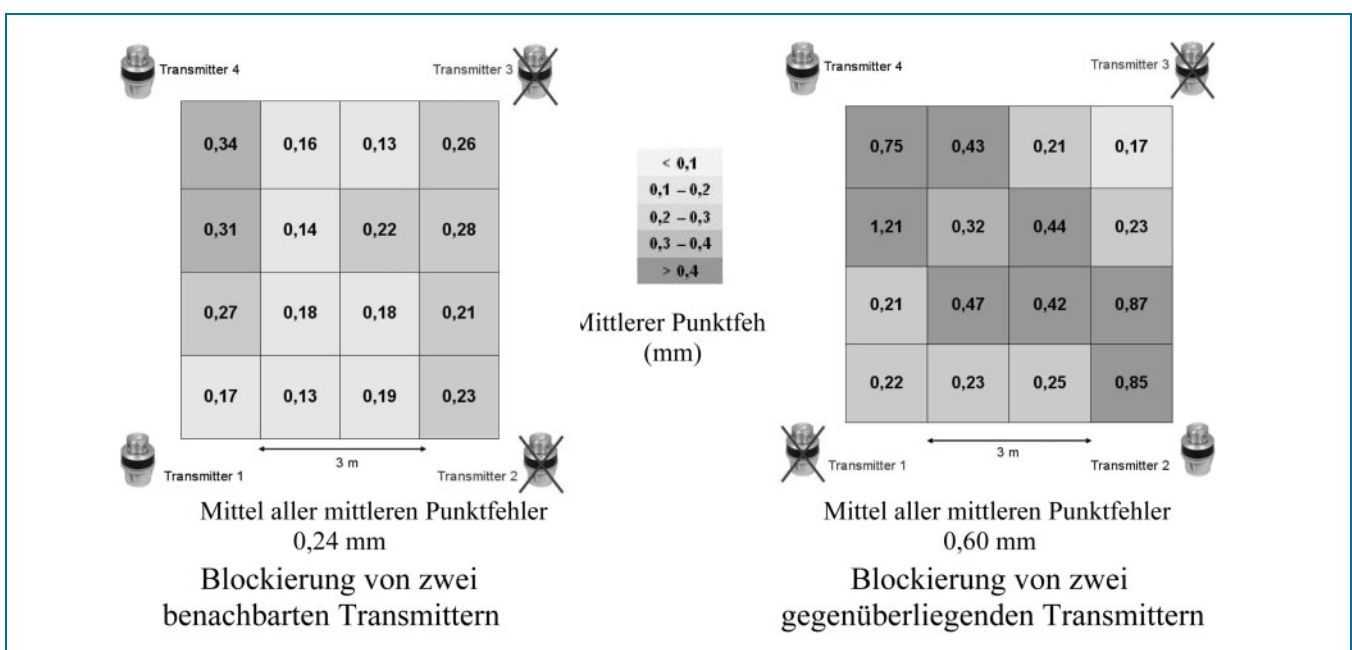 Transmitter 4
Transmitter 3
0,34 0,16 0,13 0,26
0,31 0,14 0,22 0,28
0,27 0,18 0,18 0,21
0,17 0,13 0,19 0,23
Transmitter 1
3 m
Transmitter 2
Mittel aller mittleren Punktfehler
0,24 mm
Blockierung von zwei
benachbarten Transmittern
< 0,1
0,1 – 0,2
0,2 – 0,3
0,3 – 0,4
> 0,4
Mittlerer Punktfeh
(mm)
Transmitter 4
Transmitter 3
0,75 0,43 0,21 0,17
1,21 0,32 0,44 0,23
0,21 0,47 0,42 0,87
0,22 0,23 0,25 0,85
Transmitter 1
3 m
Transmitter 2
Mittel aller mittleren Punktfehler
0,60 mm
Blockierung von zwei
gegenüberliegenden Transmittern